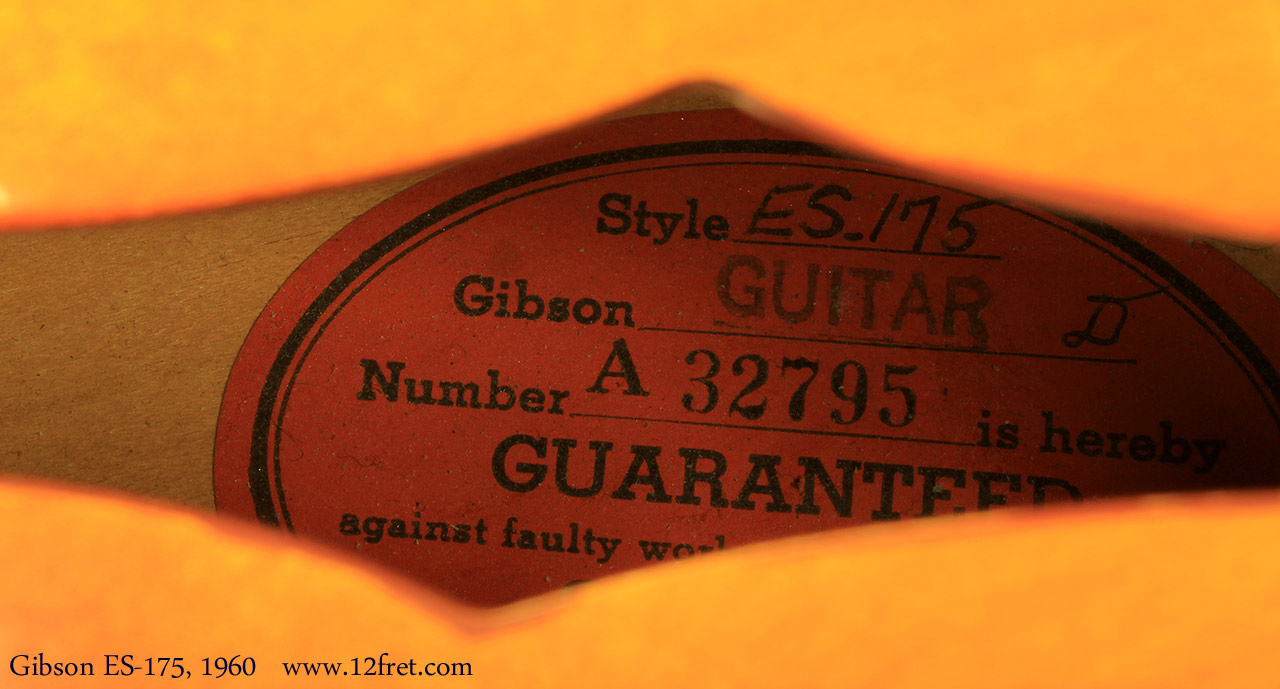 Style ES-175
Gibson GUITAR D
Number A 32795 is hereby
GUARANTEED
against faulty
Gibson ES-175, 1960 www.12fret.com